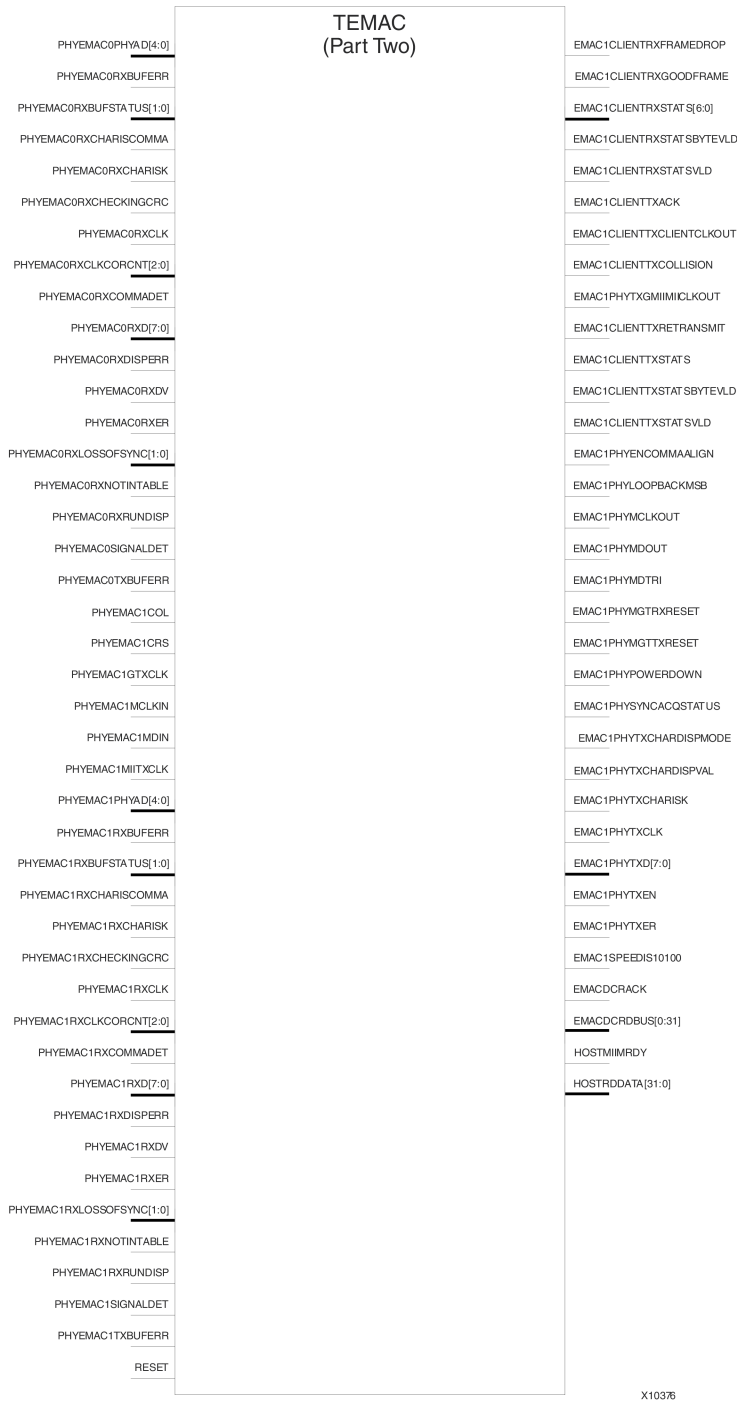 TEMAC
(Part Two)
PHYEMAC0PHYAD[4:0]
PHYEMAC0RXBUFERR
PHYEMAC0RXBUFSTATUS[1:0]
PHYEMAC0RXCHARISCOMMA
PHYEMAC0RXCHARISK
PHYEMAC0RXCHECKINGCRC
PHYEMAC0RXCLK
PHYEMAC0RXCLKCORCNT[2:0]
PHYEMAC0RXCOMMADET
PHYEMAC0RXD[7:0]
PHYEMAC0RXDISPERR
PHYEMAC0RXDV
PHYEMAC0RXER
PHYEMAC0RXLOSSOFSYNC[1:0]
PHYEMAC0RXNOTINTABLE
PHYEMAC0RXRUNDISP
PHYEMAC0SIGNALDET
PHYEMAC0TXBUFERR
PHYEMAC1COL
PHYEMAC1CRS
PHYEMAC1GTXCLK
PHYEMAC1MCLKIN
PHYEMAC1MDIN
PHYEMAC1MIITXCLK
PHYEMAC1PHYAD[4:0]
PHYEMAC1RXBUFERR
PHYEMAC1RXBUFSTATUS[1:0]
PHYEMAC1RXCHARISCOMMA
PHYEMAC1RXCHARISK
PHYEMAC1RXCHECKINGCRC
PHYEMAC1RXCLK
PHYEMAC1RXCLKCORCNT[2:0]
PHYEMAC1RXCOMMADET
PHYEMAC1RXD[7:0]
PHYEMAC1RXDISPERR
PHYEMAC1RXDV
PHYEMAC1RXER
PHYEMAC1RXLOSSOFSYNC[1:0]
PHYEMAC1RXNOTINTABLE
PHYEMAC1RXRUNDISP
PHYEMAC1SIGNALDET
PHYEMAC1TXBUFERR
RESET
EMAC1CLIENTRXFRAMEDROP
EMAC1CLIENTRXGOODFRAME
EMAC1CLIENTRXSTATS[6:0]
EMAC1CLIENTRXSTATSBYTEVLD
EMAC1CLIENTRXSTATSVLD
EMAC1CLIENTTXACK
EMAC1CLIENTTXCLIENTCLKOUT
EMAC1CLIENTTXCOLLISION
EMAC1PHYTXGMIIMIICLKOUT
EMAC1CLIENTTXRETRANSMIT
EMAC1CLIENTTXSTATS
EMAC1CLIENTTXSTATSBYTEVLD
EMAC1CLIENTTXSTATSVLD
EMAC1PHYENCOMMAALIGN
EMAC1PHYLOOPBACKMSB
EMAC1PHYMCLKOUT
EMAC1PHYMDOUT
EMAC1PHYMDTRI
EMAC1PHYMGTRXRESET
EMAC1PHYMGTTXRESET
EMAC1PHYPOWERDOWN
EMAC1PHYSYNCACQSTATUS
EMAC1PHYTXCHARDISPMODE
EMAC1PHYTXCHARDISPVAL
EMAC1PHYTXCHARISK
EMAC1PHYTXCLK
EMAC1PHYTXD[7:0]
EMAC1PHYTXEN
EMAC1PHYTXER
EMAC1SPEEDIS10100
EMACDCRACK
EMACDCRDBUS[0:31]
HOSTMIIMRDY
HOSTRDDATA[31:0]
X10376